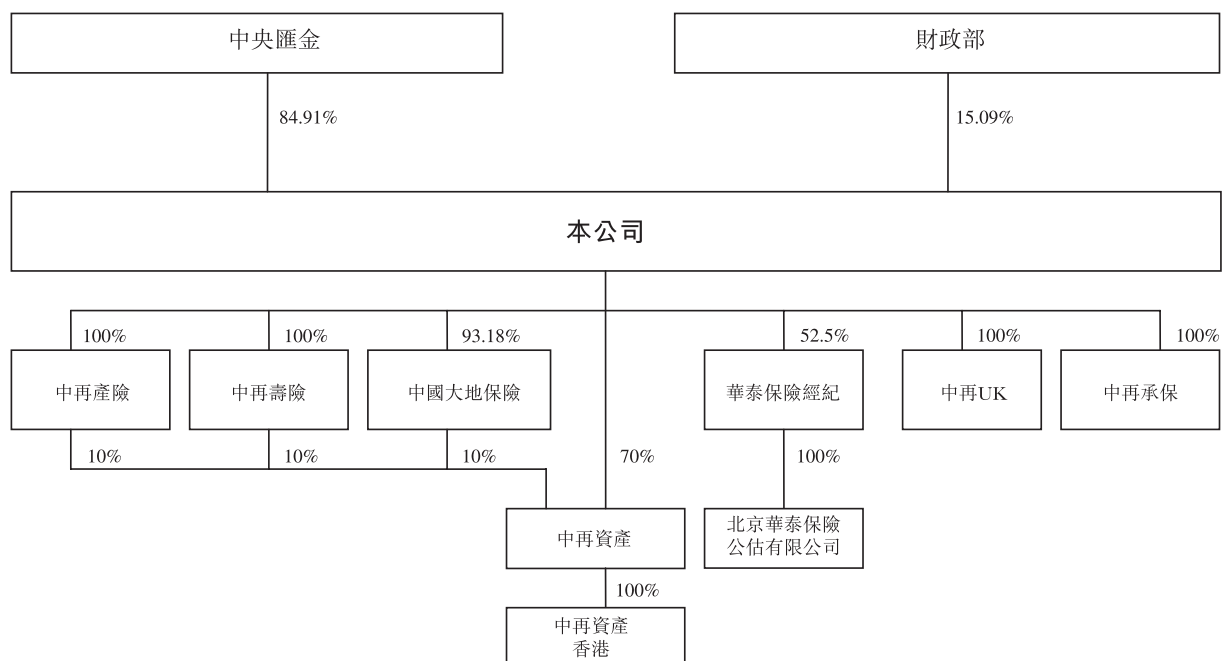 中央匯金
財政部
84.91%
15.09%
本公司
100%
100%
93.18%
52.5%
100%
100%
中再產險
中再壽險
中國大地保險
華泰保險經紀
中再UK
中再承保
10%
10%
10%
70%
100%
中再資產
北京華泰保險
公估有限公司
100%
中再資產
香港